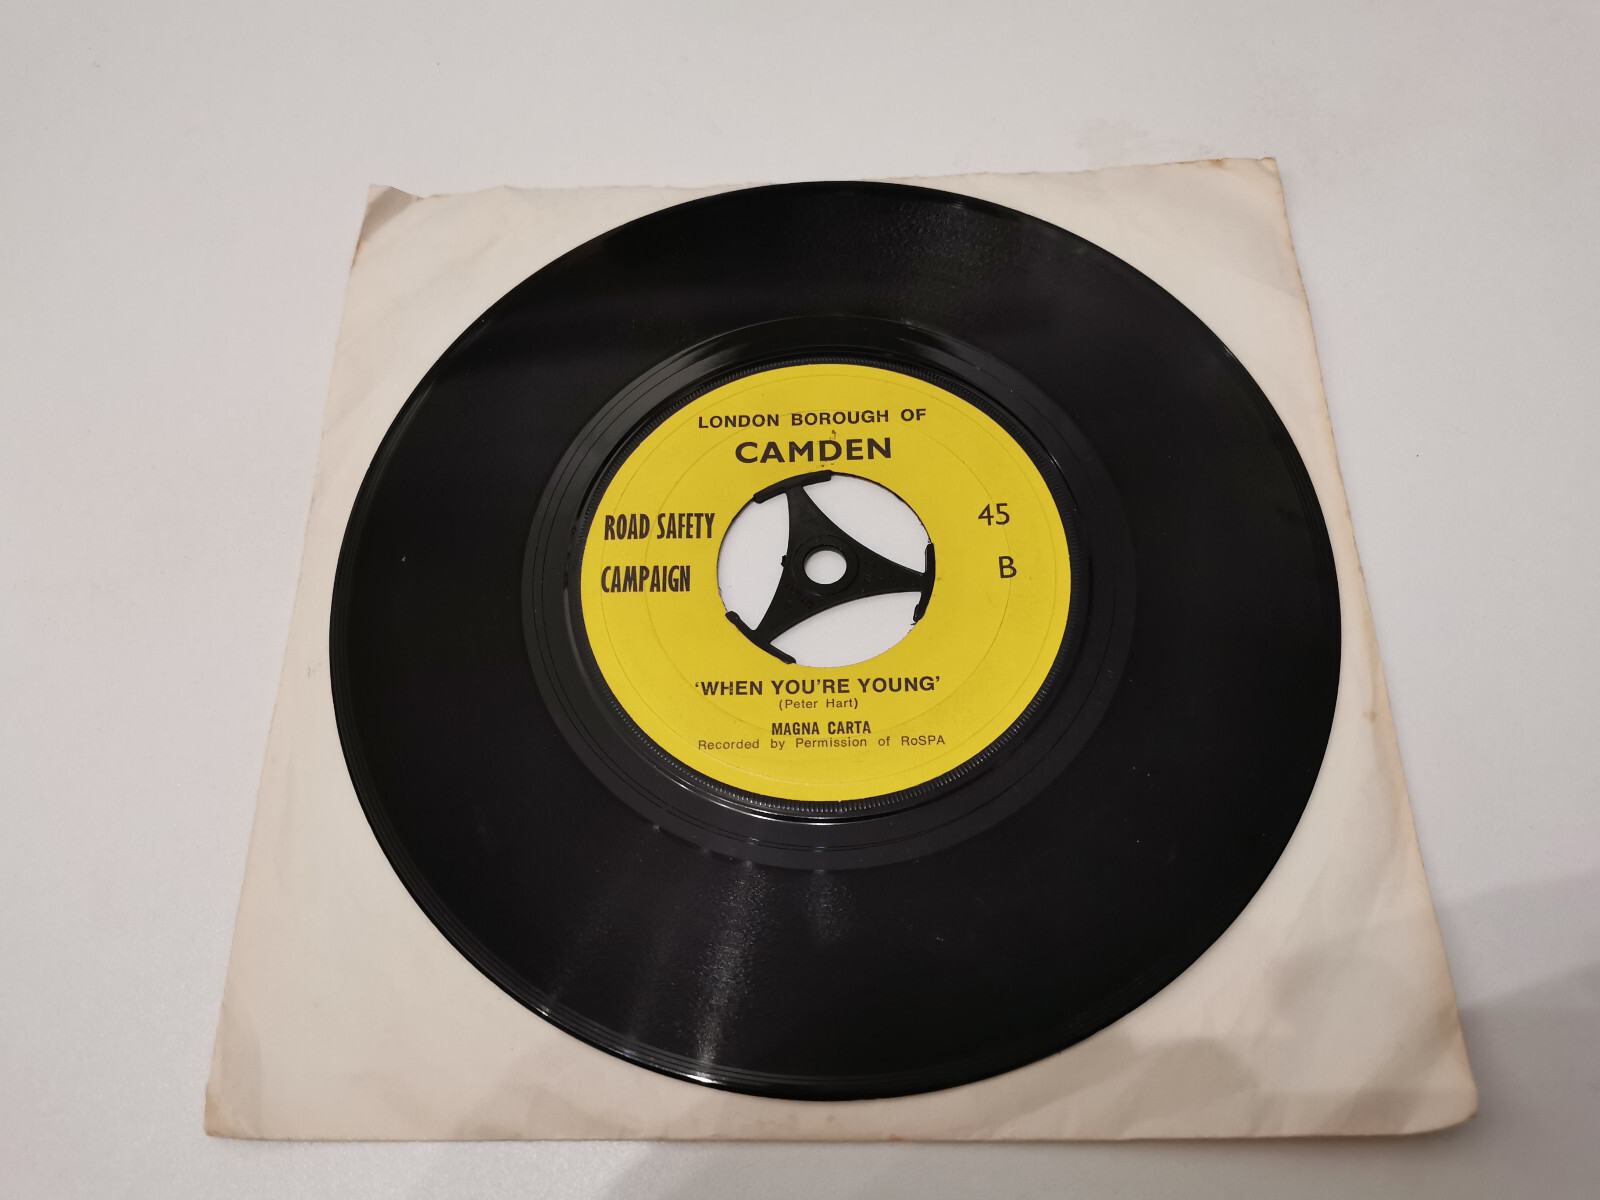 LONDON BOROUGH OF
CAMDEN
ROAD SAFETY
CAMPAIGN
45
B
'WHEN YOU'RE YOUNG'
(Peter Hart)
MAGNA CARTA
Recorded by Permission of RoSPA